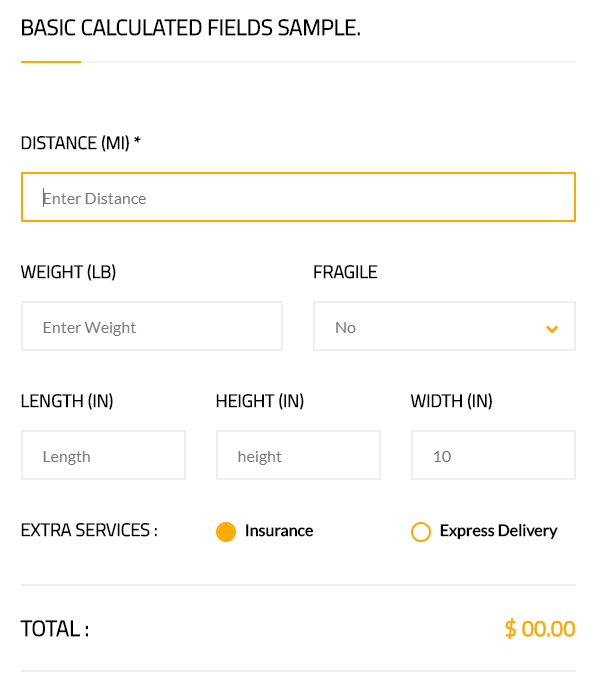 BASIC CALCULATED FIELDS SAMPLE.
DISTANCE (MI) *
Enter Distance
WEIGHT (LB) FRAGILE
Enter Weight No
LENGTH (IN) HEIGHT (IN) WIDTH (IN)
Length height 10
EXTRA SERVICES : Insurance Express Delivery
TOTAL : $ 00.00